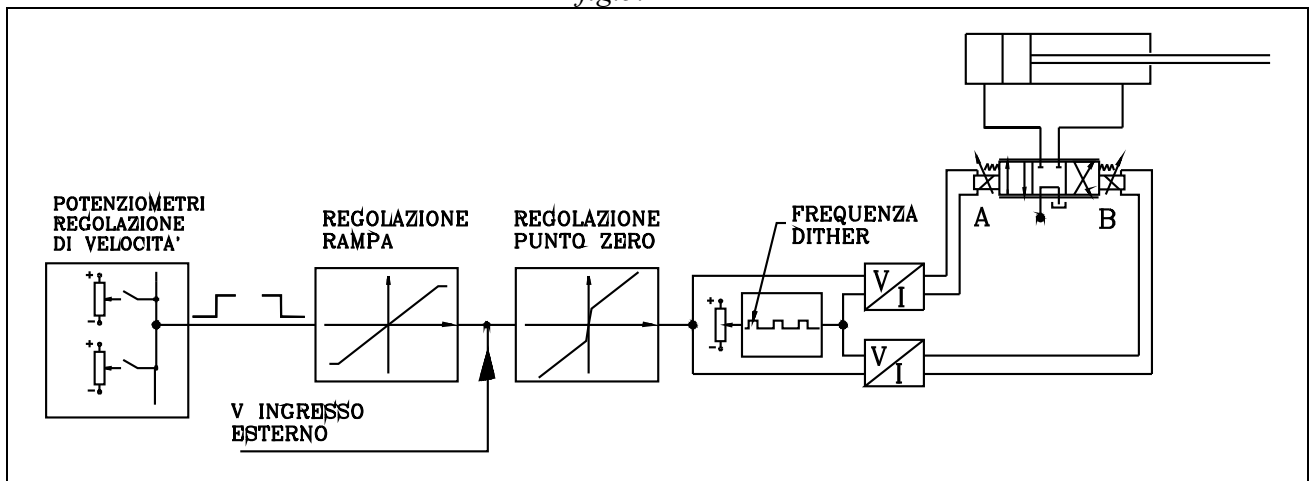 POTENZIOMETRI
REGOLAZIONE
DI VELOCITA'
REGOLAZIONE
RAMPA
REGOLAZIONE
PUNTO ZERO
FREQUENZA
DITHER
A
B
V
I
V
I
+
-
+
-
+
-
V INGRESSO
ESTERNO